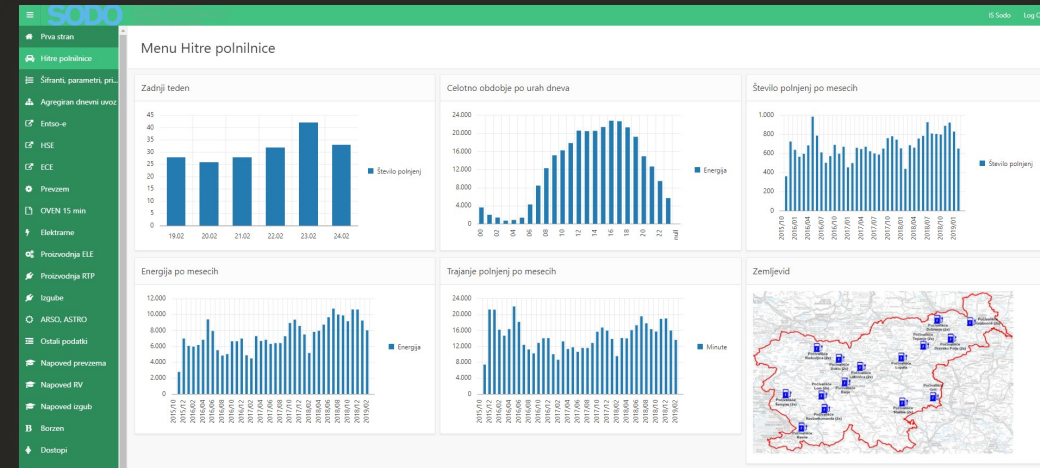 SODO
IS Sodo Log O
Prva stran
Hitre polnilnice
Šifranti, parametri, pri...
Agregiran dnevni uvoz
Entso-e
HSE
ECE
Prevzem
OVEN 15 min
Elektrarne
Proizvodnja ELE
Proizvodnja RTP
Izgube
ARSO, ASTRO
Ostali podatki
Napoved prevzema
Napoved RV
Napoved izgub
Borzen
Dostopi
Menu Hitre polnilnice
Zadnji teden
45
40
35
30
25
20
15
10
5
0
19.02 20.02 21.02 22.02 23.02 24.02
Število polnjenj
Celotno obdobje po urah dneva
24.000
20.000
16.000
12.000
8.000
4.000
0
00 02 04 06 08 10 12 14 16 18 20 22 null
Energija
Število polnjenj po mesecih
1.000
800
600
400
200
0
2015/10 2016/01 2016/04 2016/07 2016/10 2017/01 2017/04 2017/07 2017/10 2018/01 2018/04 2018/07 2018/10 2019/01
Število polnjenj
Energija po mesecih
12.000
10.000
8.000
6.000
4.000
2.000
2015/10 2015/12 2016/02 2016/04 2016/06 2016/08 2016/10 2016/12 2017/02 2017/04 2017/06 2017/08 2017/10 2017/12 2018/02 2018/04 2018/06 2018/08 2018/10 2018/12 2019/02
Energija
Trajanje polnjenj po mesecih
24.000
20.000
16.000
12.000
8.000
4.000
2015/10 2015/12 2016/02 2016/04 2016/06 2016/08 2016/10 2016/12 2017/02 2017/04 2017/06 2017/08 2017/10 2017/12 2018/02 2018/04 2018/06 2018/08 2018/10 2018/12 2019/02
Minute
Zemljevid